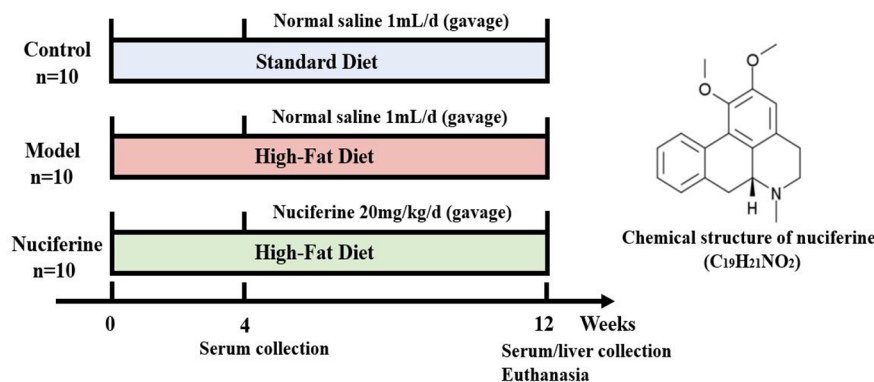 Normal saline 1mL/d (gavage)
Control
n=10
Standard Diet
Normal saline 1mL/d (gavage)
Model
n=10
High-Fat Diet
Nuciferine 20mg/kg/d (gavage)
Nuciferine
n=10
High-Fat Diet
0
4
12
Weeks
Serum collection
Serum/liver collection
Euthanasia
O
O
N
H
Chemical structure of nuciferine
(C₁₉H₂₁NO₂)